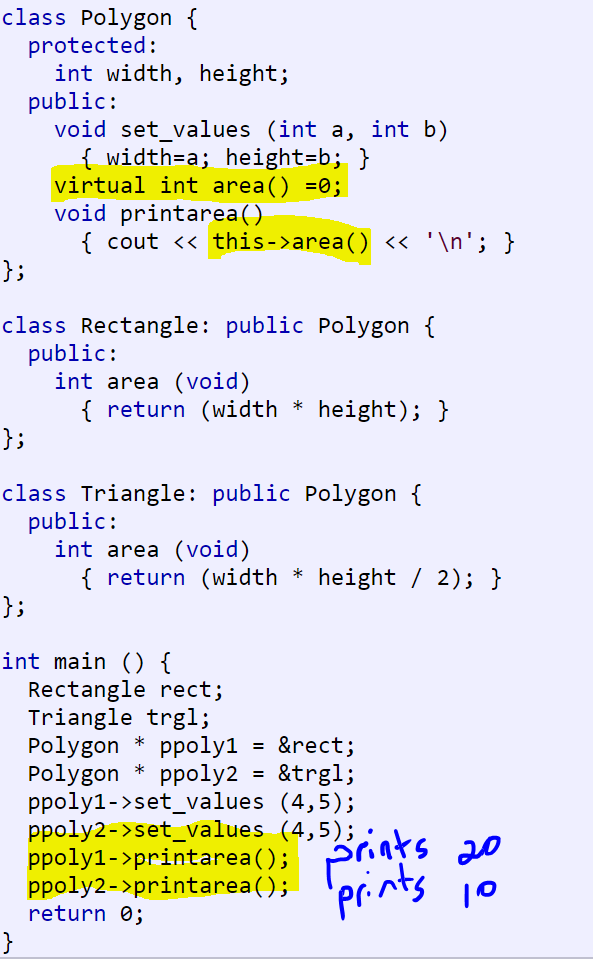 class Polygon {
  protected:
    int width, height;
  public:
    void set_values (int a, int b)
      { width=a; height=b; }
    virtual int area() =0;
    void printarea()
      { cout << this->area() << '\n'; }
};

class Rectangle: public Polygon {
  public:
    int area (void)
      { return (width * height); }
};

class Triangle: public Polygon {
  public:
    int area (void)
      { return (width * height / 2); }
};

int main () {
  Rectangle rect;
  Triangle trgl;
  Polygon * ppoly1 = &rect;
  Polygon * ppoly2 = &trgl;
  ppoly1->set_values (4,5);
  ppoly2->set_values (4,5);
  ppoly1->printarea(); prints 20
  ppoly2->printarea(); prints 10
  return 0;
}